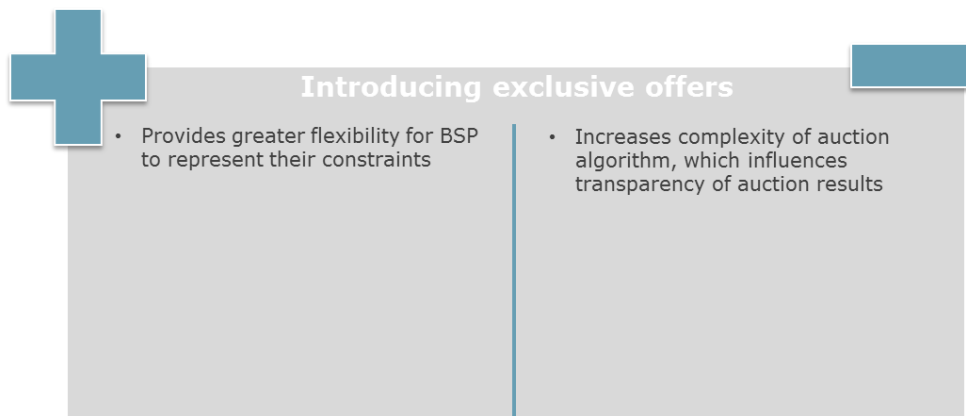 Introducing exclusive offers
• Provides greater flexibility for BSP
to represent their constraints
• Increases complexity of auction
algorithm, which influences
transparency of auction results